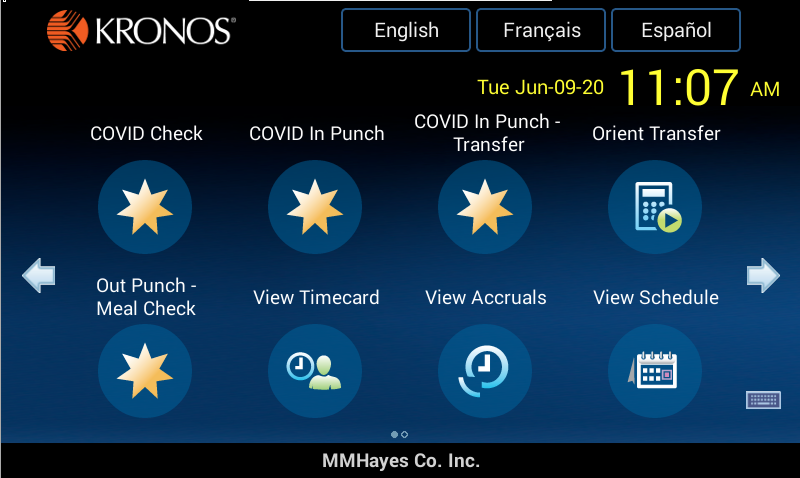 KRONOS®
English
Français
Español
Tue Jun-09-20 11:07 AM
COVID Check
COVID In Punch
COVID In Punch -
Transfer
Orient Transfer
Out Punch -
Meal Check
View Timecard
View Accruals
View Schedule
MMHayes Co. Inc.